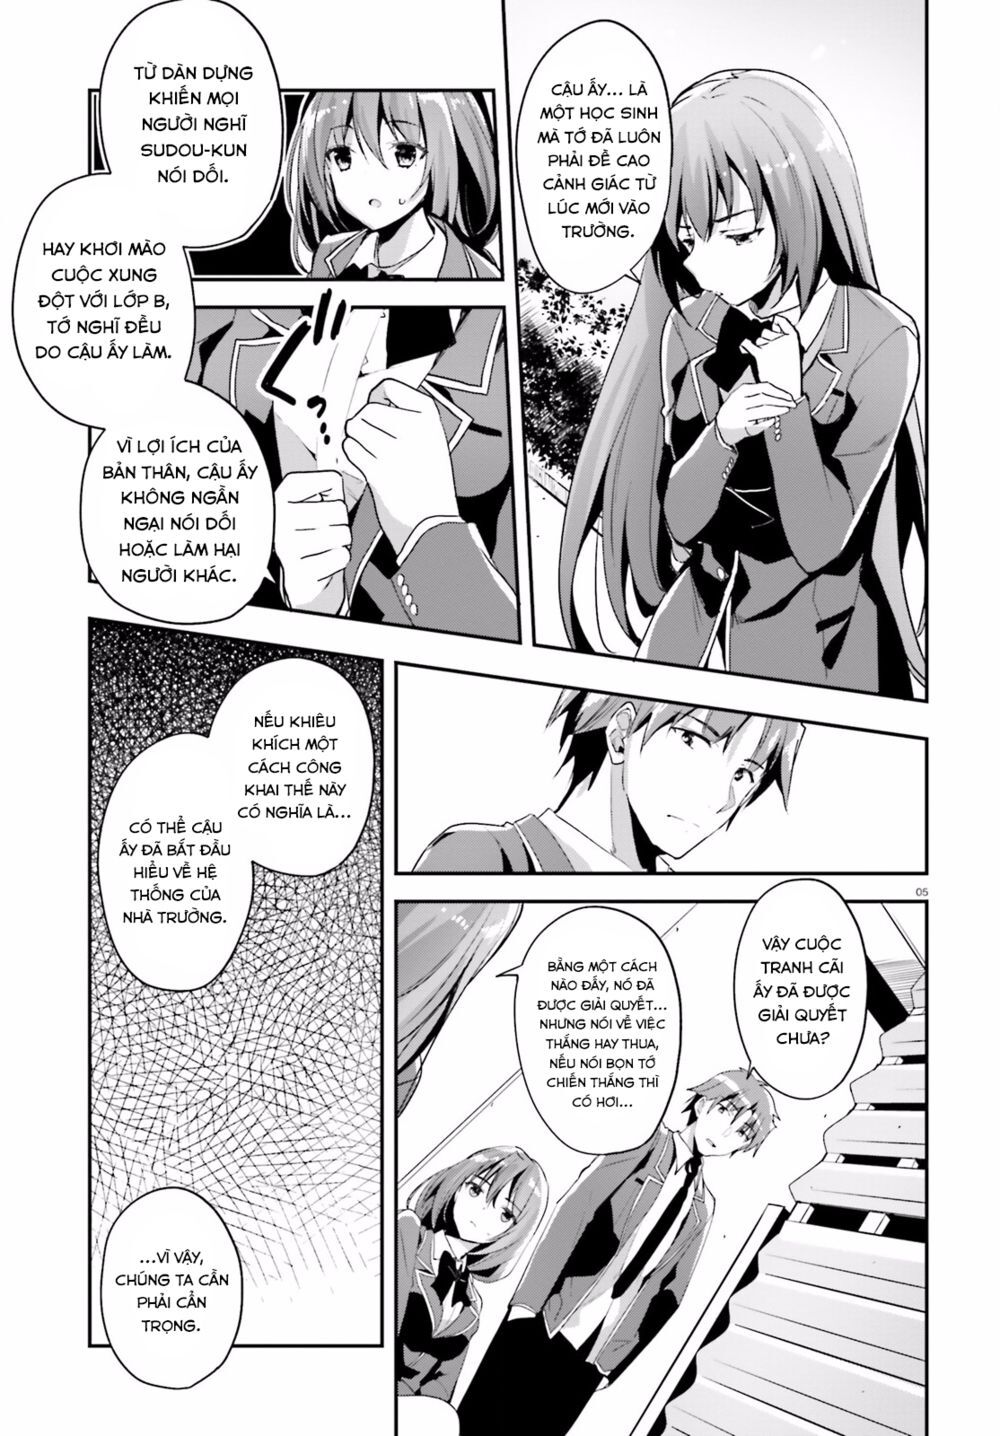 CẬU ẤY... LÀ
MỘT HỌC SINH
MÀ TỚ ĐÃ LUÔN
PHẢI ĐỀ CAO
CẢNH GIÁC TỪ
LÚC MỚI VÀO
TRƯỜNG.
TỪ DÀN DỰNG
KHIẾN MỌI
NGƯỜI NGHĨ
SUDOU-KUN
NÓI DỐI.
HAY KHƠI MÀO
CUỘC XUNG
ĐỘT VỚI LỚP B,
TỚ NGHĨ ĐỀU
DO CẬU ẤY LÀM.
VÌ LỢI ÍCH CỦA
BẢN THÂN, CẬU ẤY
KHÔNG NGẦN
NGẠI NÓI DỐI
HOẶC LÀM HẠI
NGƯỜI KHÁC.
NẾU KHIÊU
KHÍCH MỘT
CÁCH CÔNG
KHAI THẾ NÀY
CÓ NGHĨA LÀ...
CÓ THỂ CẬU
ẤY ĐÃ BẮT ĐẦU
HIỂU VỀ HỆ
THỐNG CỦA
NHÀ TRƯỜNG.
...VÌ VẬY,
CHÚNG TA CẦN
PHẢI CẨN
TRỌNG.
05
VẬY CUỘC
TRANH CÃI
ẤY ĐÃ ĐƯỢC
GIẢI QUYẾT
CHƯA?
BẰNG MỘT CÁCH
NÀO ĐẤY, NÓ ĐÃ
ĐƯỢC GIẢI QUYẾT...
NHƯNG NÓI VỀ VIỆC
THẮNG HAY THUA,
NẾU NÓI BỌN TỚ
CHIẾN THẮNG THÌ
CÓ HƠI...